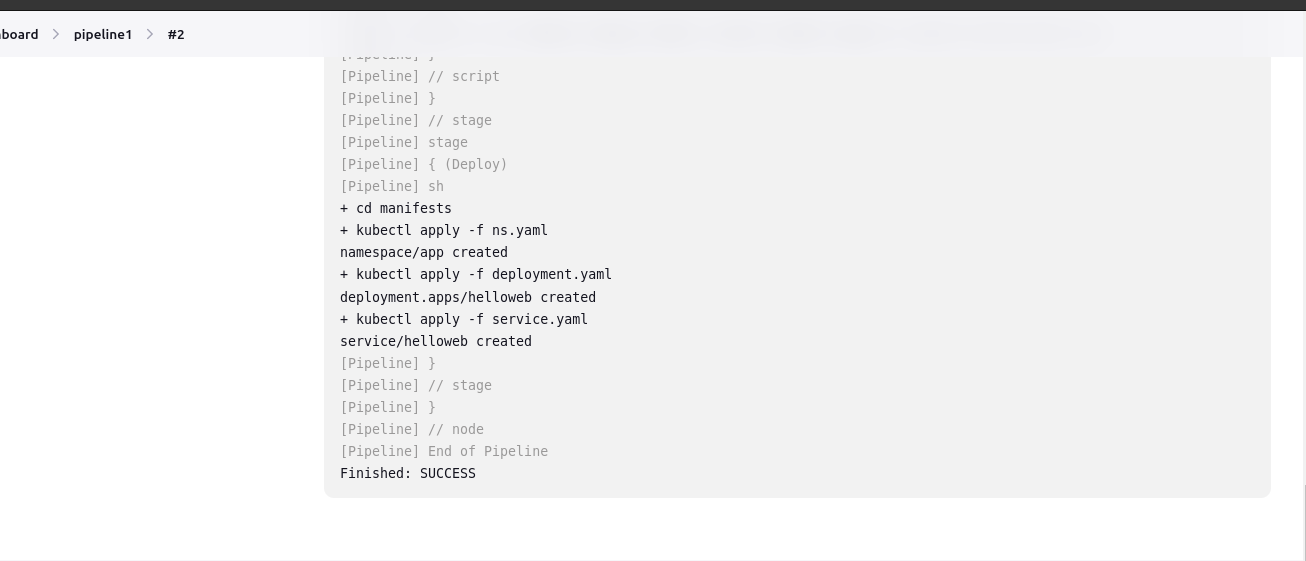 board > pipeline1 > #2
[Pipeline] }
[Pipeline] // script
[Pipeline] }
[Pipeline] // stage
[Pipeline] stage
[Pipeline] { (Deploy)
[Pipeline] sh
+ cd manifests
+ kubectl apply -f ns.yaml
namespace/app created
+ kubectl apply -f deployment.yaml
deployment.apps/helloweb created
+ kubectl apply -f service.yaml
service/helloweb created
[Pipeline] }
[Pipeline] // stage
[Pipeline] }
[Pipeline] // node
[Pipeline] End of Pipeline
Finished: SUCCESS